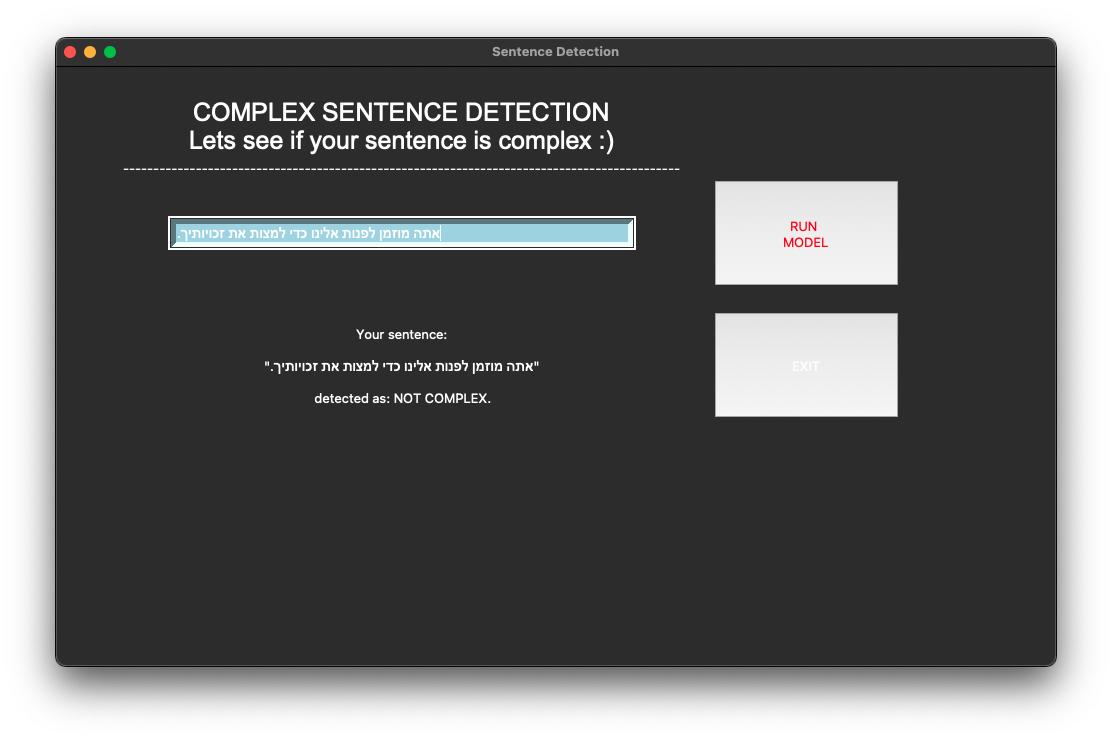 Sentence Detection
COMPLEX SENTENCE DETECTION
Lets see if your sentence is complex :)
--------------------------------------------------------------------------------------------
אתה מוזמן לפנות אלינו כדי למצות את זכויותיך.
RUN
MODEL
Your sentence:
"אתה מוזמן לפנות אלינו כדי למצות את זכויותיך."
detected as: NOT COMPLEX.
EXIT